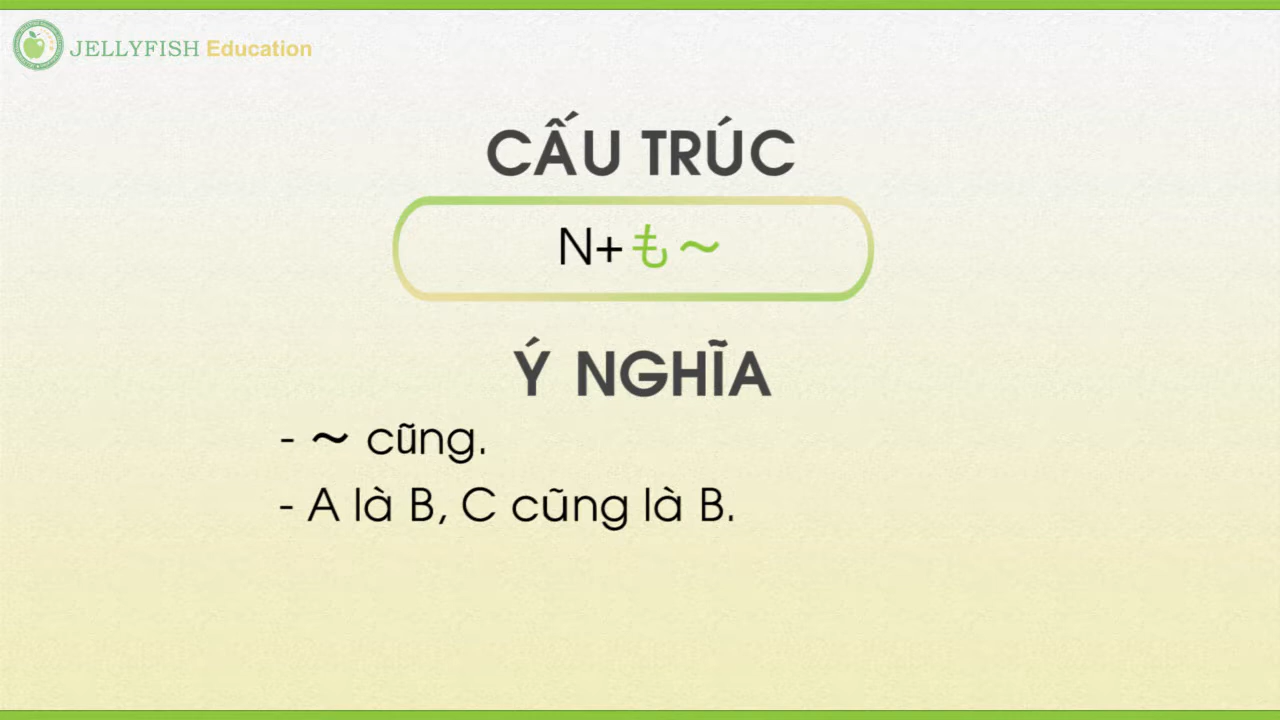 JELLYFISH Education
CẤU TRÚC
N+も～
Ý NGHĨA
- ～ cũng.
- A là B, C cũng là B.